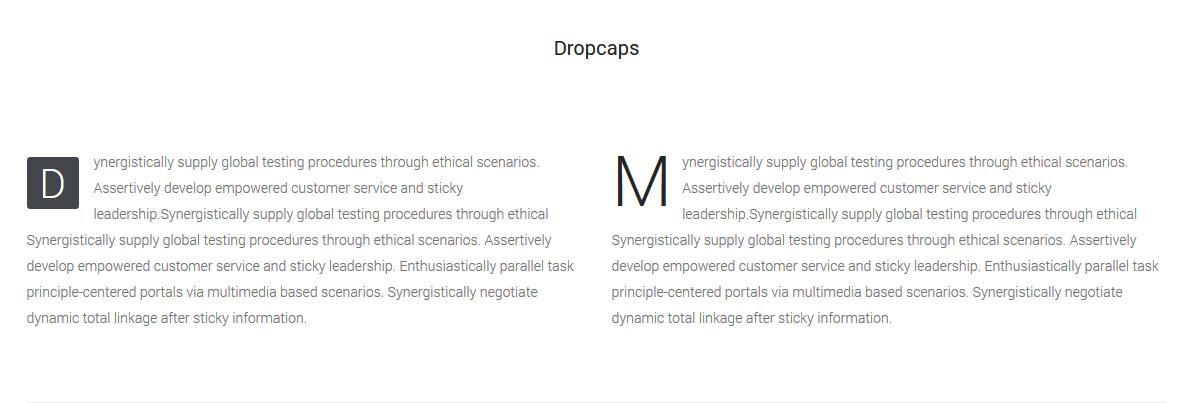 Dropcaps
D ynergistically supply global testing procedures through ethical scenarios.
Assertively develop empowered customer service and sticky
leadership.Synergistically supply global testing procedures through ethical
Synergistically supply global testing procedures through ethical scenarios. Assertively
develop empowered customer service and sticky leadership. Enthusiastically parallel task
principle-centered portals via multimedia based scenarios. Synergistically negotiate
dynamic total linkage after sticky information.
M ynergistically supply global testing procedures through ethical scenarios.
Assertively develop empowered customer service and sticky
leadership.Synergistically supply global testing procedures through ethical
Synergistically supply global testing procedures through ethical scenarios. Assertively
develop empowered customer service and sticky leadership. Enthusiastically parallel task
principle-centered portals via multimedia based scenarios. Synergistically negotiate
dynamic total linkage after sticky information.